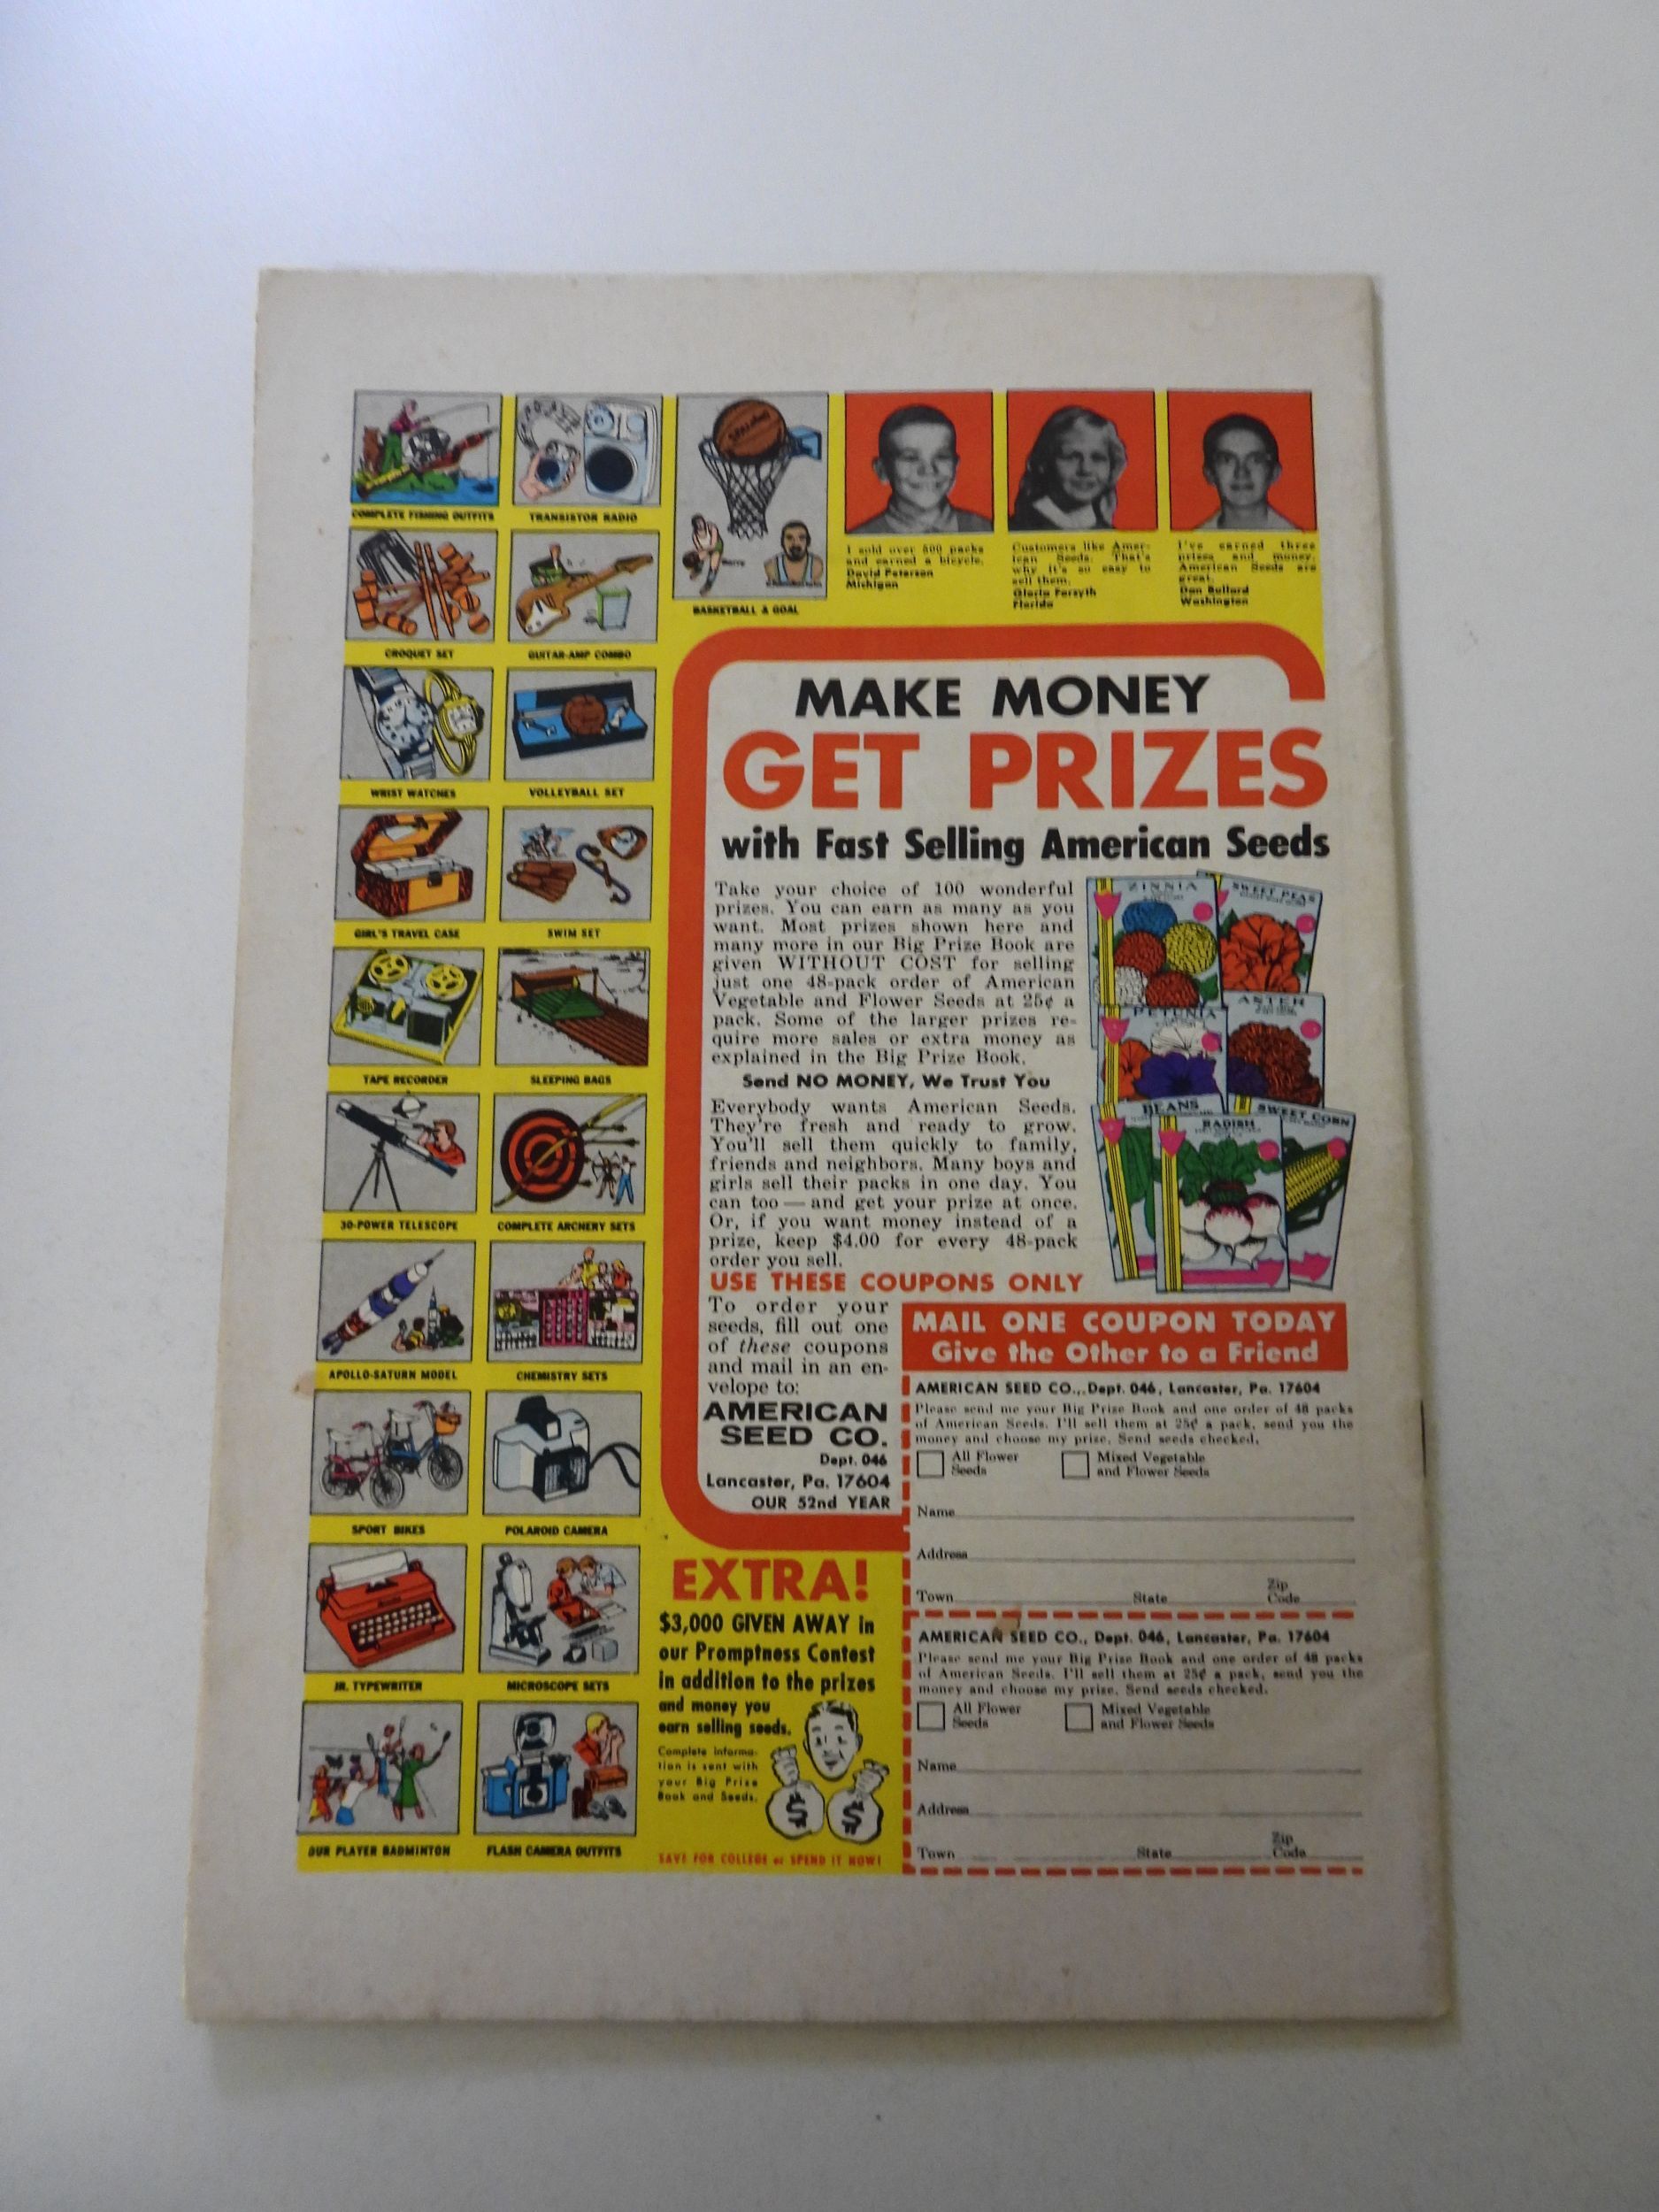 COMPLETE FISHING OUTFITS
TRANSISTOR RADIO
CROQUET SET
GUITAR-AMP COMBO
WRIST WATCHES
VOLLEYBALL SET
GIRL'S TRAVEL CASE
SWIM SET
TAPE RECORDER
SLEEPING BAGS
30-POWER TELESCOPE
COMPLETE ARCHERY SETS
APOLLO-SATURN MODEL
CHEMISTRY SETS
SPORT BIKES
POLAROID CAMERA
JR. TYPEWRITER
MICROSCOPE SETS
OUR PLAYER BADMINTON
FLASH CAMERA OUTFITS
BASKETBALL & GOAL
I sold over 500 packs
and earned a bicycle.
David Peterson
Michigan
Customers like Amer-
ican Seeds. That's
why it's so easy to
sell them.
Gloria Forsyth
Florida
I've earned three
prizes and money.
American Seeds are
great.
Don Bullard
Washington
MAKE MONEY
GET PRIZES
with Fast Selling American Seeds
Take your choice of 100 wonderful
prizes. You can earn as many as you
want. Most prizes shown here and
many more in our Big Prize Book are
given WITHOUT COST for selling
just one 48-pack order of American
Vegetable and Flower Seeds at 25¢ a
pack. Some of the larger prizes re-
quire more sales or extra money as
explained in the Big Prize Book.
Send NO MONEY, We Trust You
Everybody wants American Seeds.
They're fresh and ready to grow.
You'll sell them quickly to family,
friends and neighbors. Many boys and
girls sell their packs in one day. You
can too — and get your prize at once.
Or, if you want money instead of a
prize, keep $4.00 for every 48-pack
order you sell.
ZINNIA
SWEET PEAS
PETUNIA
ASTER
BEANS
RADISH
SWEET CORN
USE THESE COUPONS ONLY
To order your
seeds, fill out one
of these coupons
and mail in an en-
velope to:
AMERICAN
SEED CO.
Dept. 046
Lancaster, Pa. 17604
OUR 52nd YEAR
MAIL ONE COUPON TODAY
Give the Other to a Friend
AMERICAN SEED CO., Dept. 046, Lancaster, Pa. 17604
Please send me your Big Prize Book and one order of 48 packs
of American Seeds. I'll sell them at 25¢ a pack, send you the
money and choose my prize. Send seeds checked.
All Flower
Seeds
Mixed Vegetable
and Flower Seeds
Name
Address
Town State Zip Code
AMERICAN SEED CO., Dept. 046, Lancaster, Pa. 17604
Please send me your Big Prize Book and one order of 48 packs
of American Seeds. I'll sell them at 25¢ a pack, send you the
money and choose my prize. Send seeds checked.
All Flower
Seeds
Mixed Vegetable
and Flower Seeds
Name
Address
Town State Zip Code
EXTRA!
$3,000 GIVEN AWAY in
our Promptness Contest
in addition to the prizes
and money you
earn selling seeds.
Complete informa-
tion is sent with
your Big Prize
Book and Seeds.
$ $
SAVE FOR COLLEGE or SPEND IT NOW!